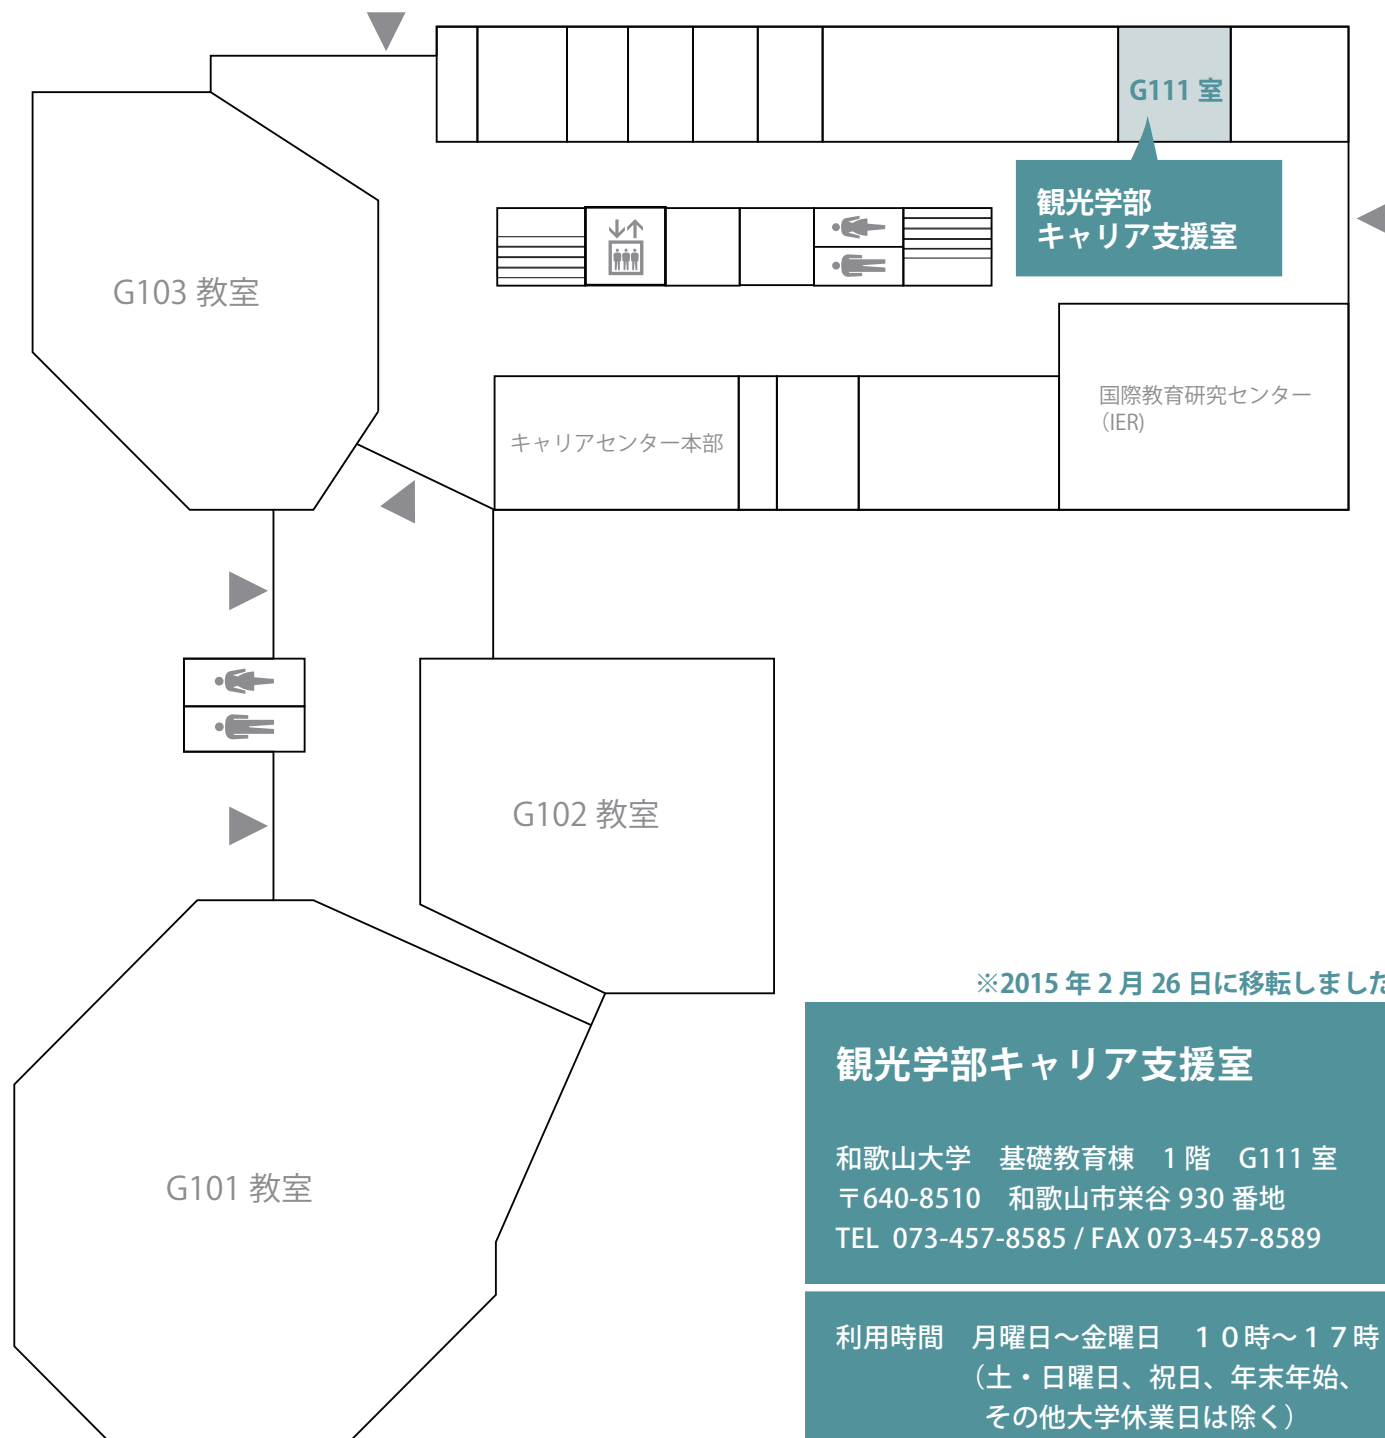 G111 室
観光学部
キャリア支援室
G103 教室
国際教育研究センター
（IER)
キャリアセンター本部
G102 教室
G101 教室
※2015 年 2 月 26 日に移転しました
観光学部キャリア支援室
和歌山大学　基礎教育棟　1 階　G111 室
〒640-8510　和歌山市栄谷 930 番地
TEL 073-457-8585 / FAX 073-457-8589
利用時間　月曜日～金曜日　１０時～１７時
（土・日曜日、祝日、年末年始、
その他大学休業日は除く）